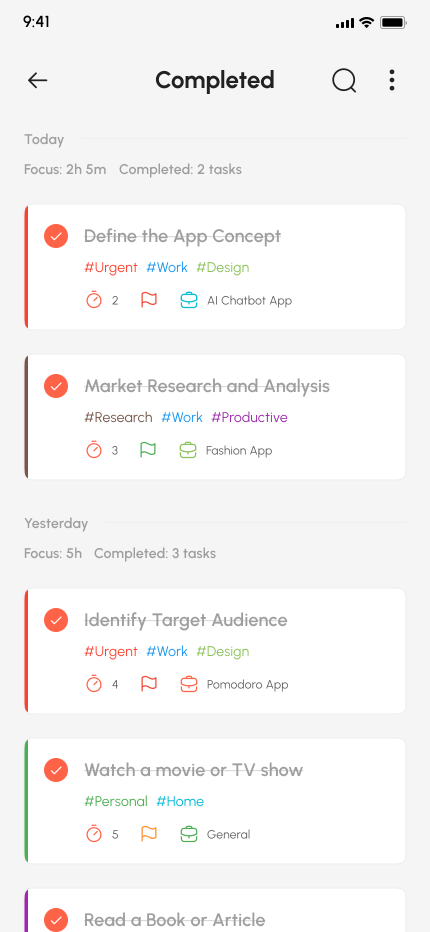 9:41
Completed
Today
Focus: 2h 5m Completed: 2 tasks
Define the App Concept
#Urgent #Work #Design
2 AI Chatbot App
Market Research and Analysis
#Research #Work #Productive
3 Fashion App
Yesterday
Focus: 5h Completed: 3 tasks
Identify Target Audience
#Urgent #Work #Design
4 Pomodoro App
Watch a movie or TV show
#Personal #Home
5 General
Read a Book or Article